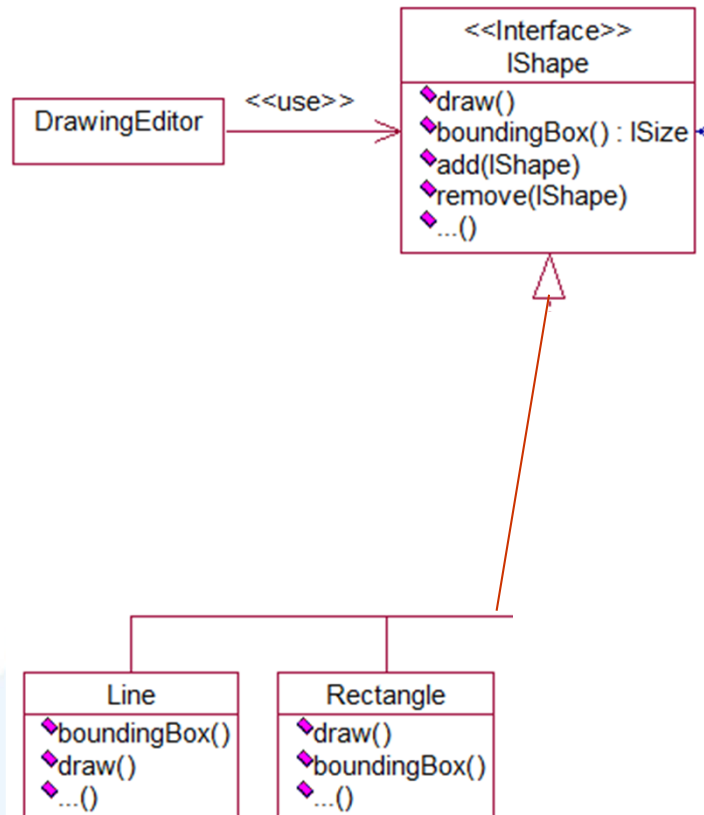 <<Interface>>
IShape
draw()
boundingBox() : ISize
add(IShape)
remove(IShape)
...()
<<use>>
DrawingEditor
Line
boundingBox()
draw()
...()
Rectangle
draw()
boundingBox()
...()